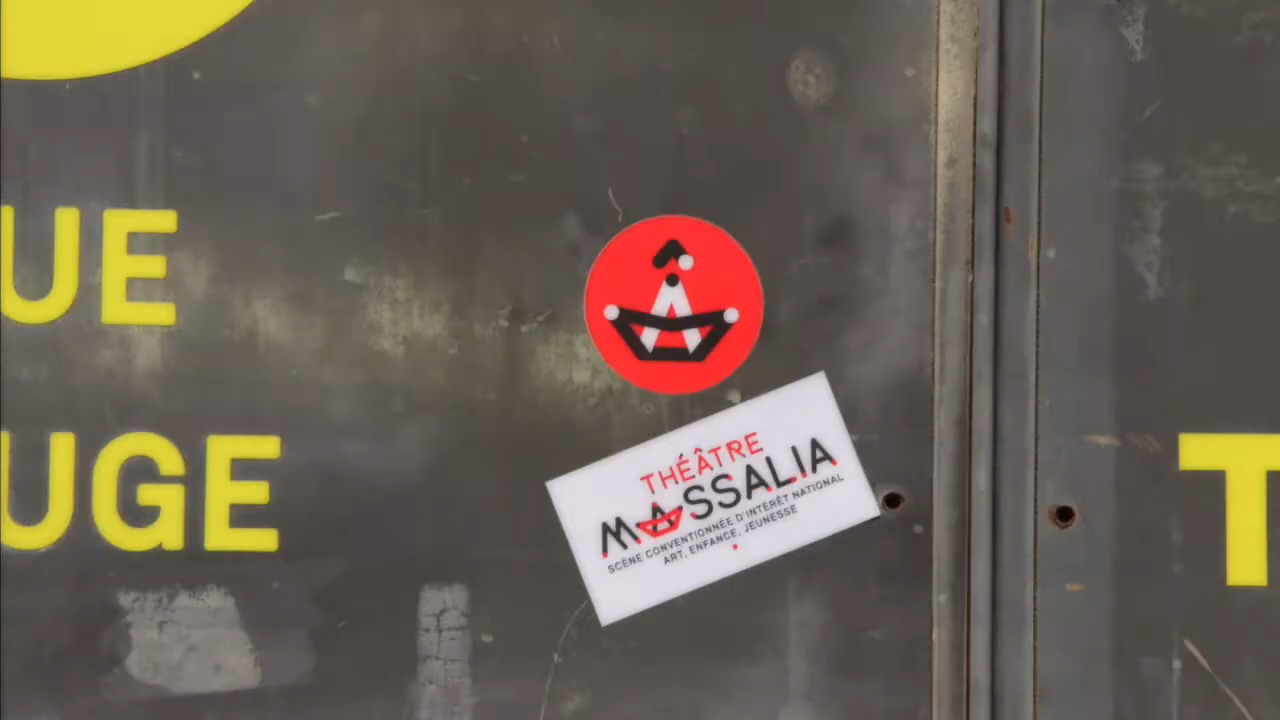 UE
UGE
THÉÂTRE
MASSALIA
SCÈNE CONVENTIONNÉE D'INTÉRÊT NATIONAL
ART, ENFANCE, JEUNESSE
T